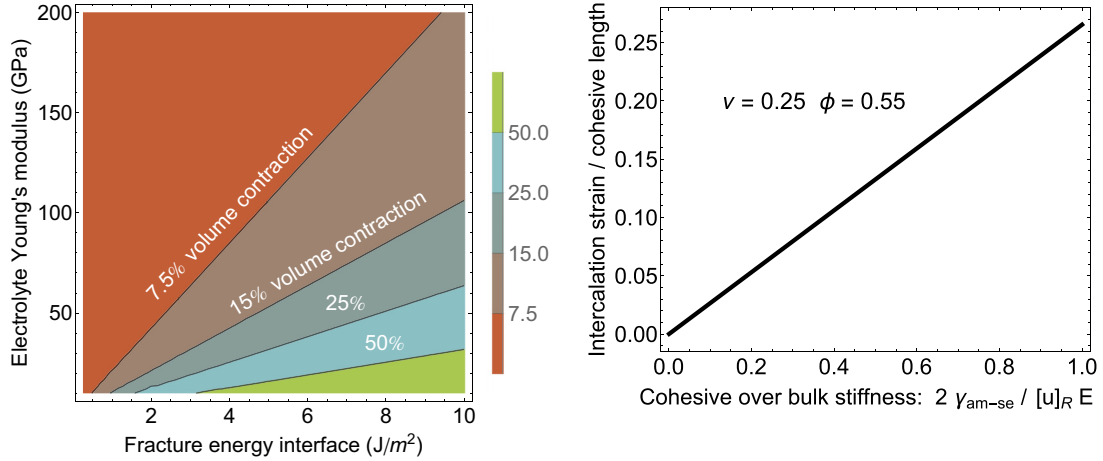 200
150
100
50
Electrolyte Young's modulus (GPa)
7.5% volume contraction
15% volume contraction
25%
50%
2 4 6 8 10
Fracture energy interface (J/m²)
50.0
25.0
15.0
7.5
0.25
0.20
0.15
0.10
0.05
0.00
Intercalation strain / cohesive length
ν = 0.25 ϕ = 0.55
0.0 0.2 0.4 0.6 0.8 1.0
Cohesive over bulk stiffness: 2 γam−se / [u]R E